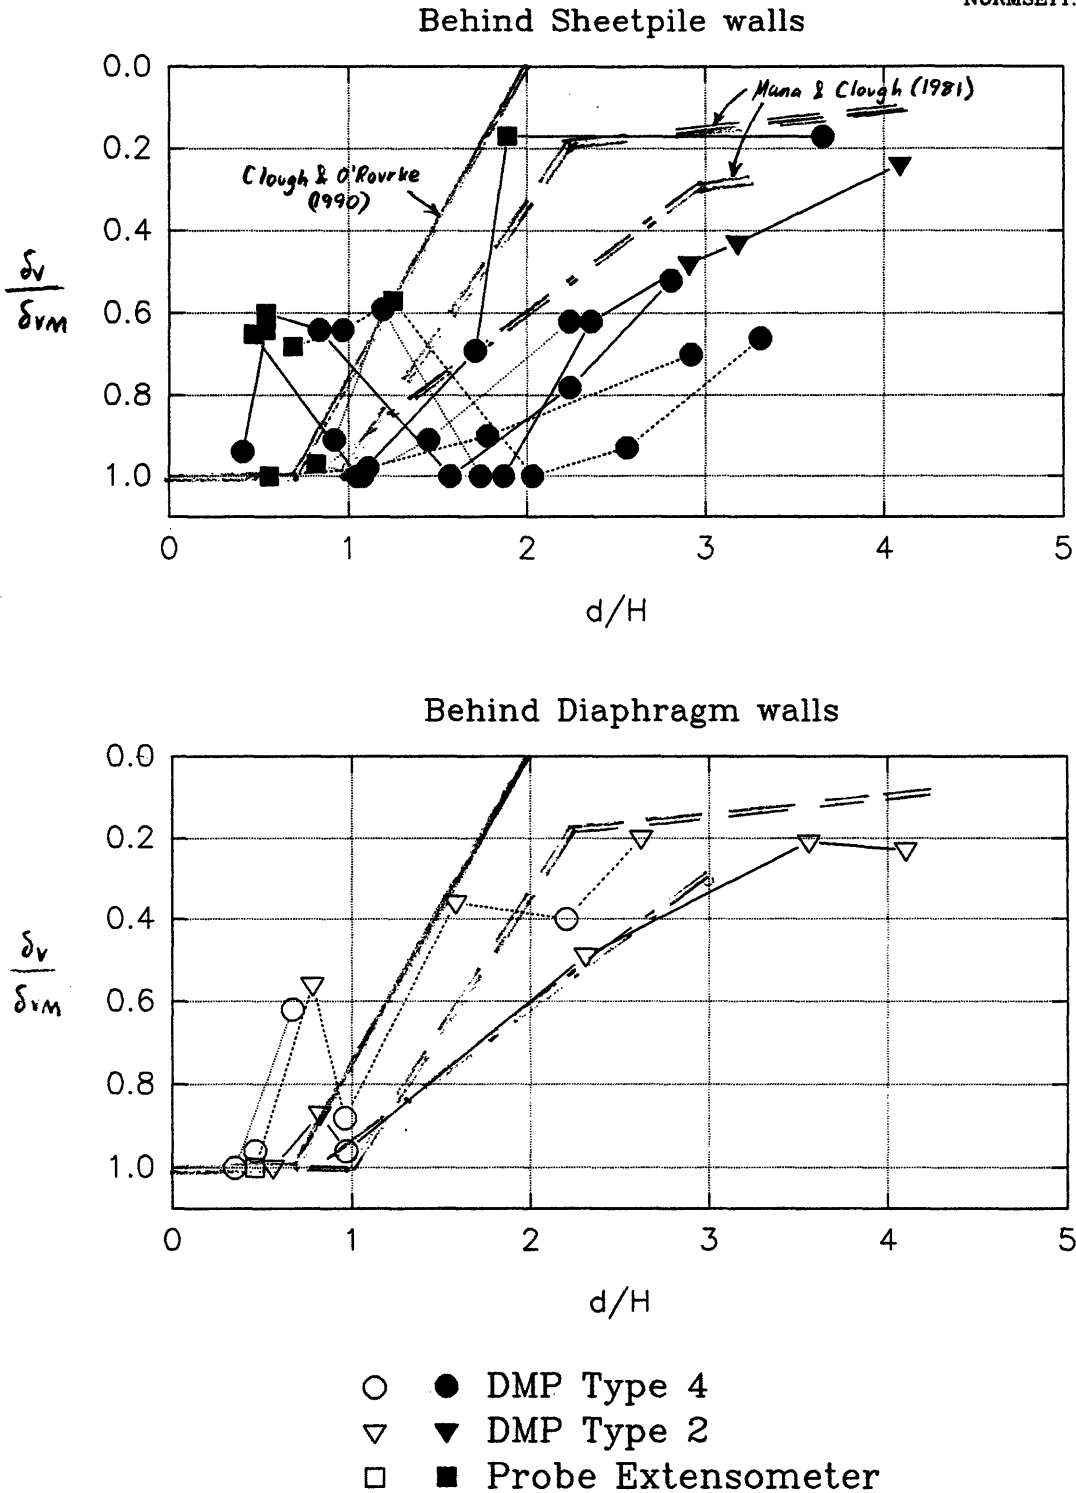 Behind Sheetpile walls
0.0
0.2
0.4
0.6
0.8
1.0
δv
δvM
Clough & O'Rourke
(1990)
Mana & Clough (1981)
0 1 2 3 4 5
d/H
Behind Diaphragm walls
0.0
0.2
0.4
0.6
0.8
1.0
δv
δvM
0 1 2 3 4 5
d/H
DMP Type 4
DMP Type 2
Probe Extensometer